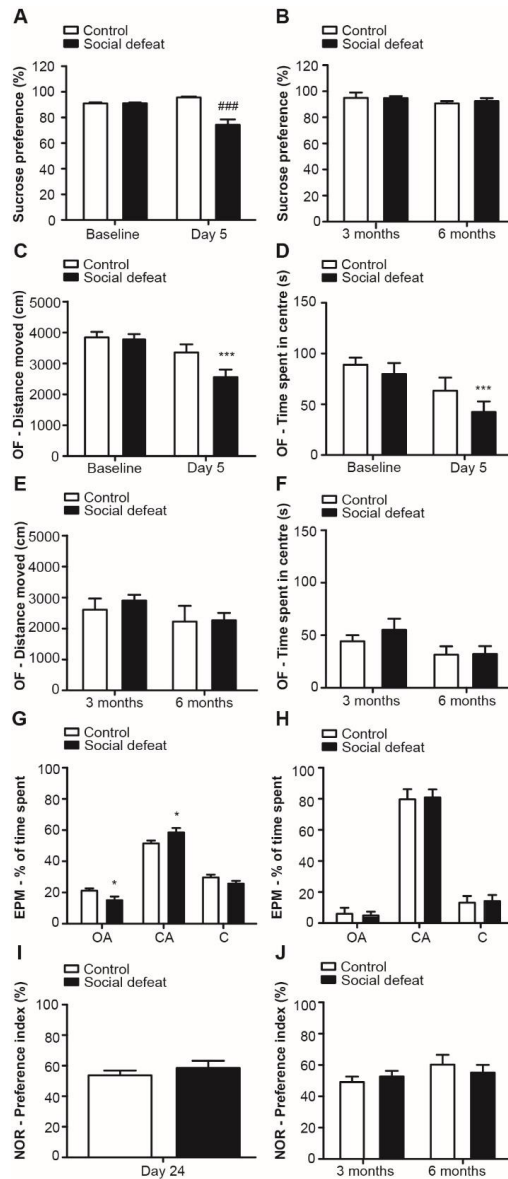 A
Control
Social defeat
Sucrose preference (%)
120
100
80
60
40
20
0
###
Baseline
Day 5
B
Control
Social defeat
Sucrose preference (%)
120
100
80
60
40
20
0
3 months
6 months
C
Control
Social defeat
OF - Distance moved (cm)
5000
4000
3000
2000
1000
0
***
Baseline
Day 5
D
Control
Social defeat
OF - Time spent in centre (s)
150
100
50
0
***
Baseline
Day 5
E
Control
Social defeat
OF - Distance moved (cm)
5000
4000
3000
2000
1000
0
3 months
6 months
F
Control
Social defeat
OF - Time spent in centre (s)
150
100
50
0
3 months
6 months
G
Control
Social defeat
EPM - % of time spent
100
80
60
40
20
0
*
*
OA
CA
C
H
Control
Social defeat
EPM - % of time spent
100
80
60
40
20
0
OA
CA
C
I
Control
Social defeat
NOR - Preference index (%)
100
80
60
40
20
0
Day 24
J
Control
Social defeat
NOR - Preference index (%)
100
80
60
40
20
0
3 months
6 months